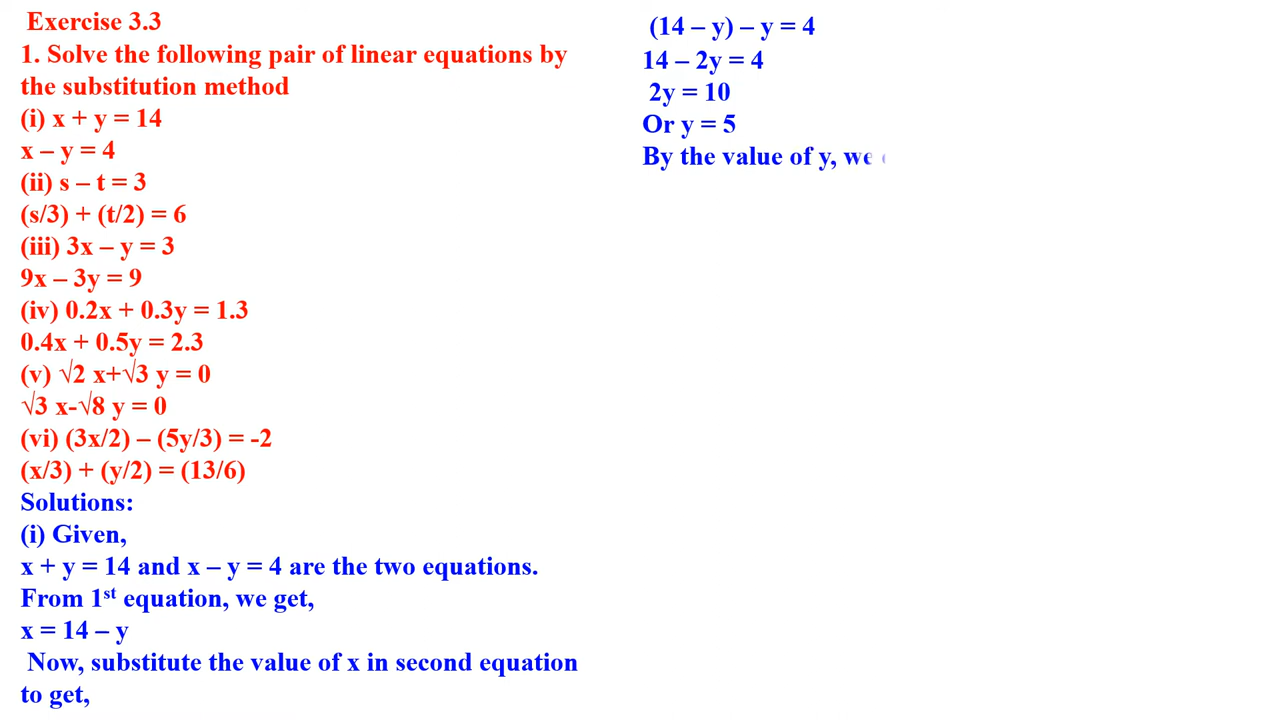 Exercise 3.3
1. Solve the following pair of linear equations by
the substitution method
(i) x + y = 14
x – y = 4
(ii) s – t = 3
(s/3) + (t/2) = 6
(iii) 3x – y = 3
9x – 3y = 9
(iv) 0.2x + 0.3y = 1.3
0.4x + 0.5y = 2.3
(v) √2 x+√3 y = 0
√3 x-√8 y = 0
(vi) (3x/2) – (5y/3) = -2
(x/3) + (y/2) = (13/6)
Solutions:
(i) Given,
x + y = 14 and x – y = 4 are the two equations.
From 1st equation, we get,
x = 14 – y
Now, substitute the value of x in second equation
to get,
(14 – y) – y = 4
14 – 2y = 4
2y = 10
Or y = 5
By the value of y, we